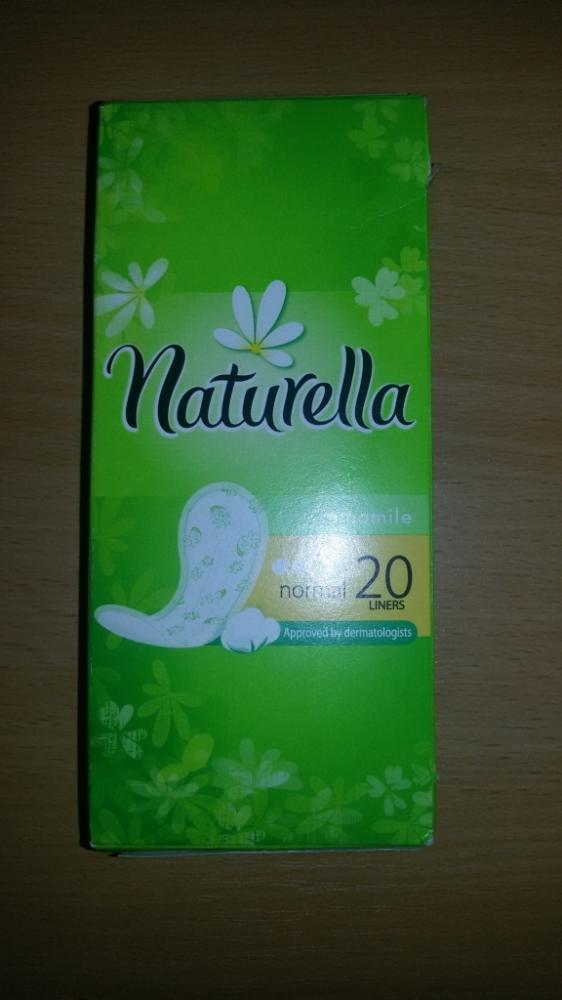 Naturella
normal 20
LINERS
Approved by dermatologists